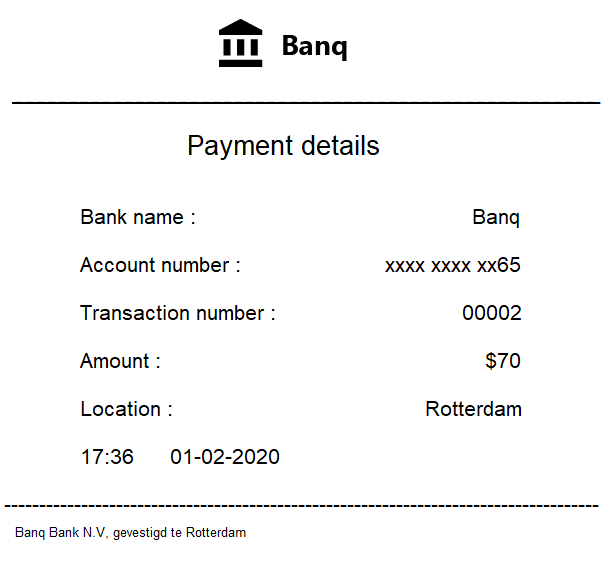 Banq
Payment details
Bank name : Banq
Account number : xxxx xxxx xx65
Transaction number : 00002
Amount : $70
Location : Rotterdam
17:36 01-02-2020
Banq Bank N.V, gevestigd te Rotterdam